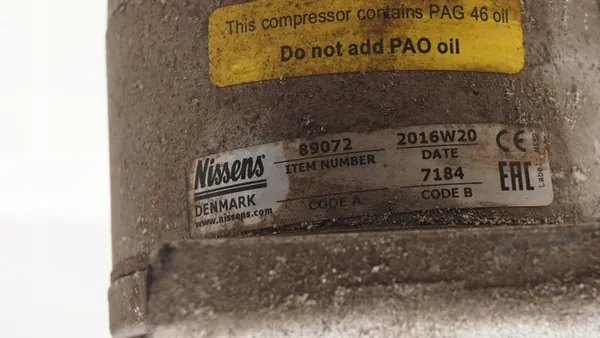 This compressor contains PAG 46 oil
Do not add PAO oil
Nissens®
DENMARK
www.nissens.com
89072
ITEM NUMBER
2016W20
DATE
CODE A
7184
CODE B
CE
EAC
Label